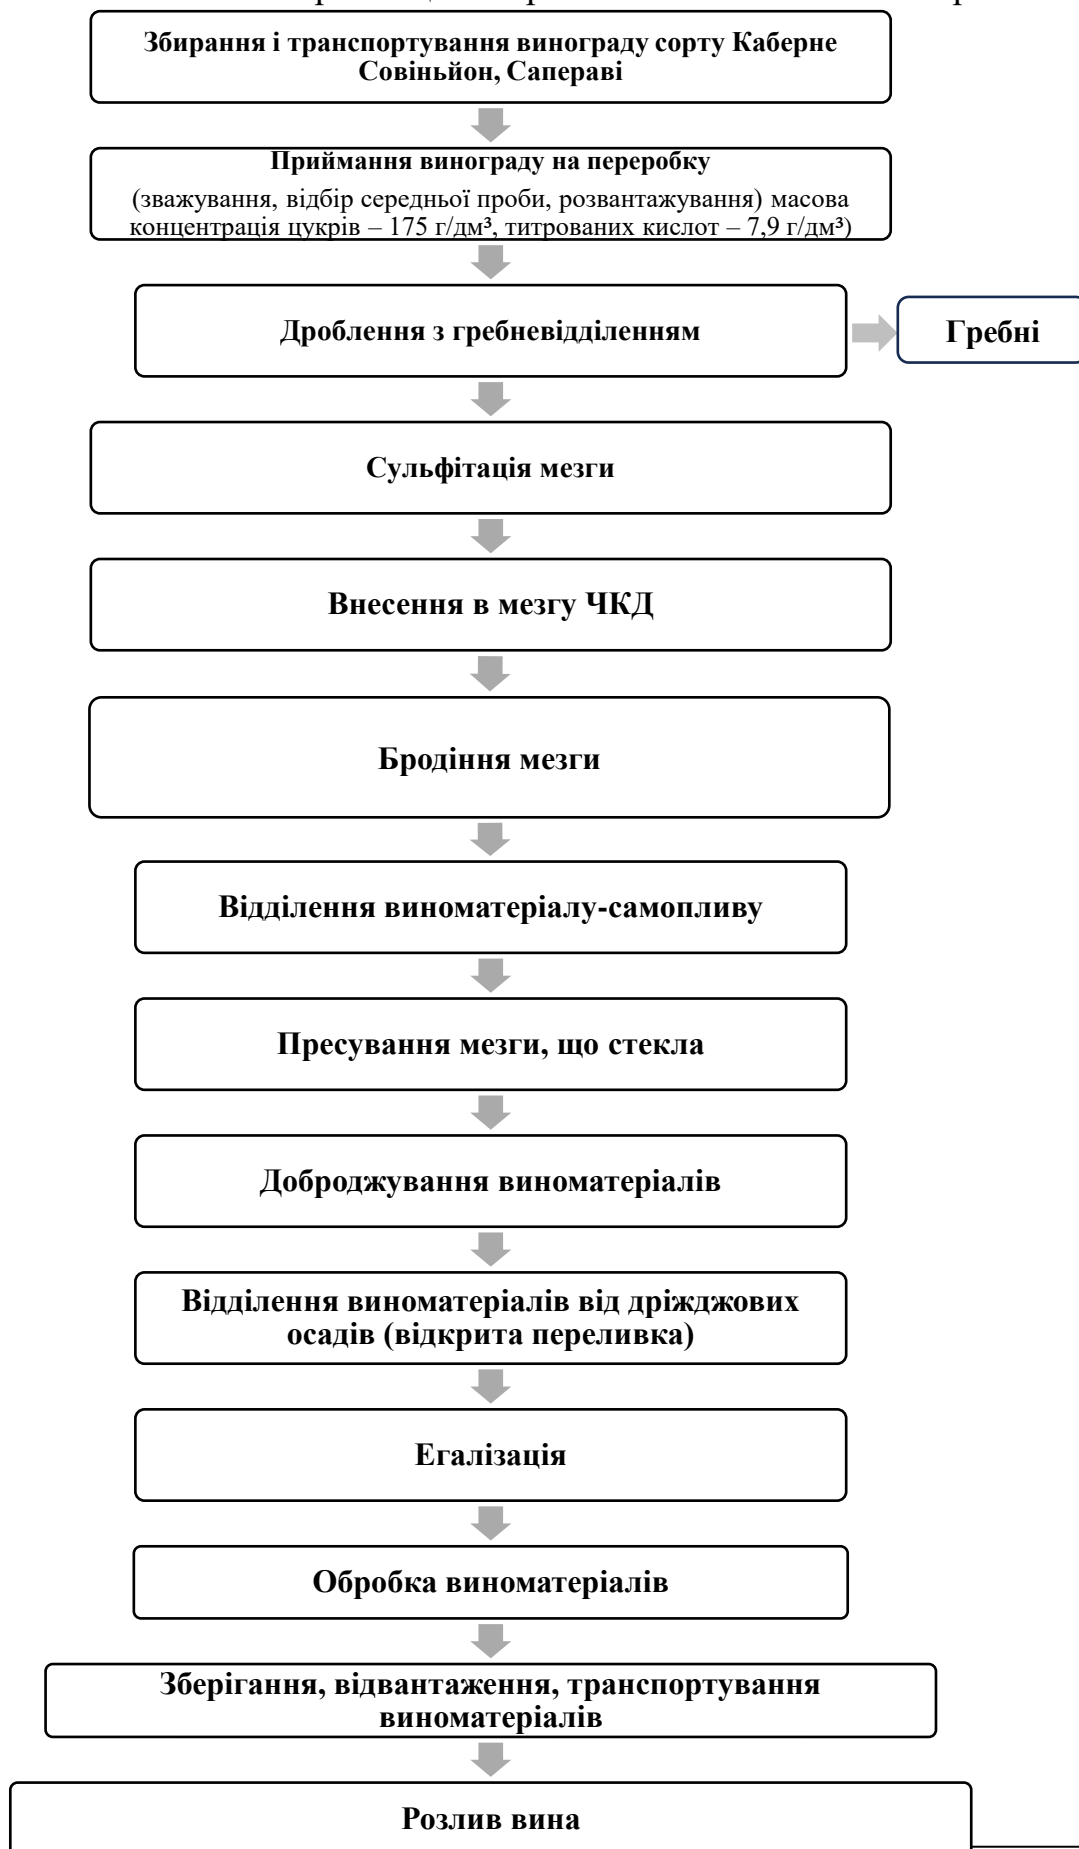 Збирання і транспортування винограду сорту Каберне
Совіньйон, Сапераві
Приймання винограду на переробку
(зважування, відбір середньої проби, розвантажування) масова
концентрація цукрів – 175 г/дм³, титрованих кислот – 7,9 г/дм³)
Дроблення з гребневідділенням
Гребні
Сульфітація мезги
Внесення в мезгу ЧКД
Бродіння мезги
Відділення виноматеріалу-самопливу
Пресування мезги, що стекла
Доброджування виноматеріалів
Відділення виноматеріалів від дріжджових
осадів (відкрита переливка)
Егалізація
Обробка виноматеріалів
Зберігання, відвантаження, транспортування
виноматеріалів
Розлив вина